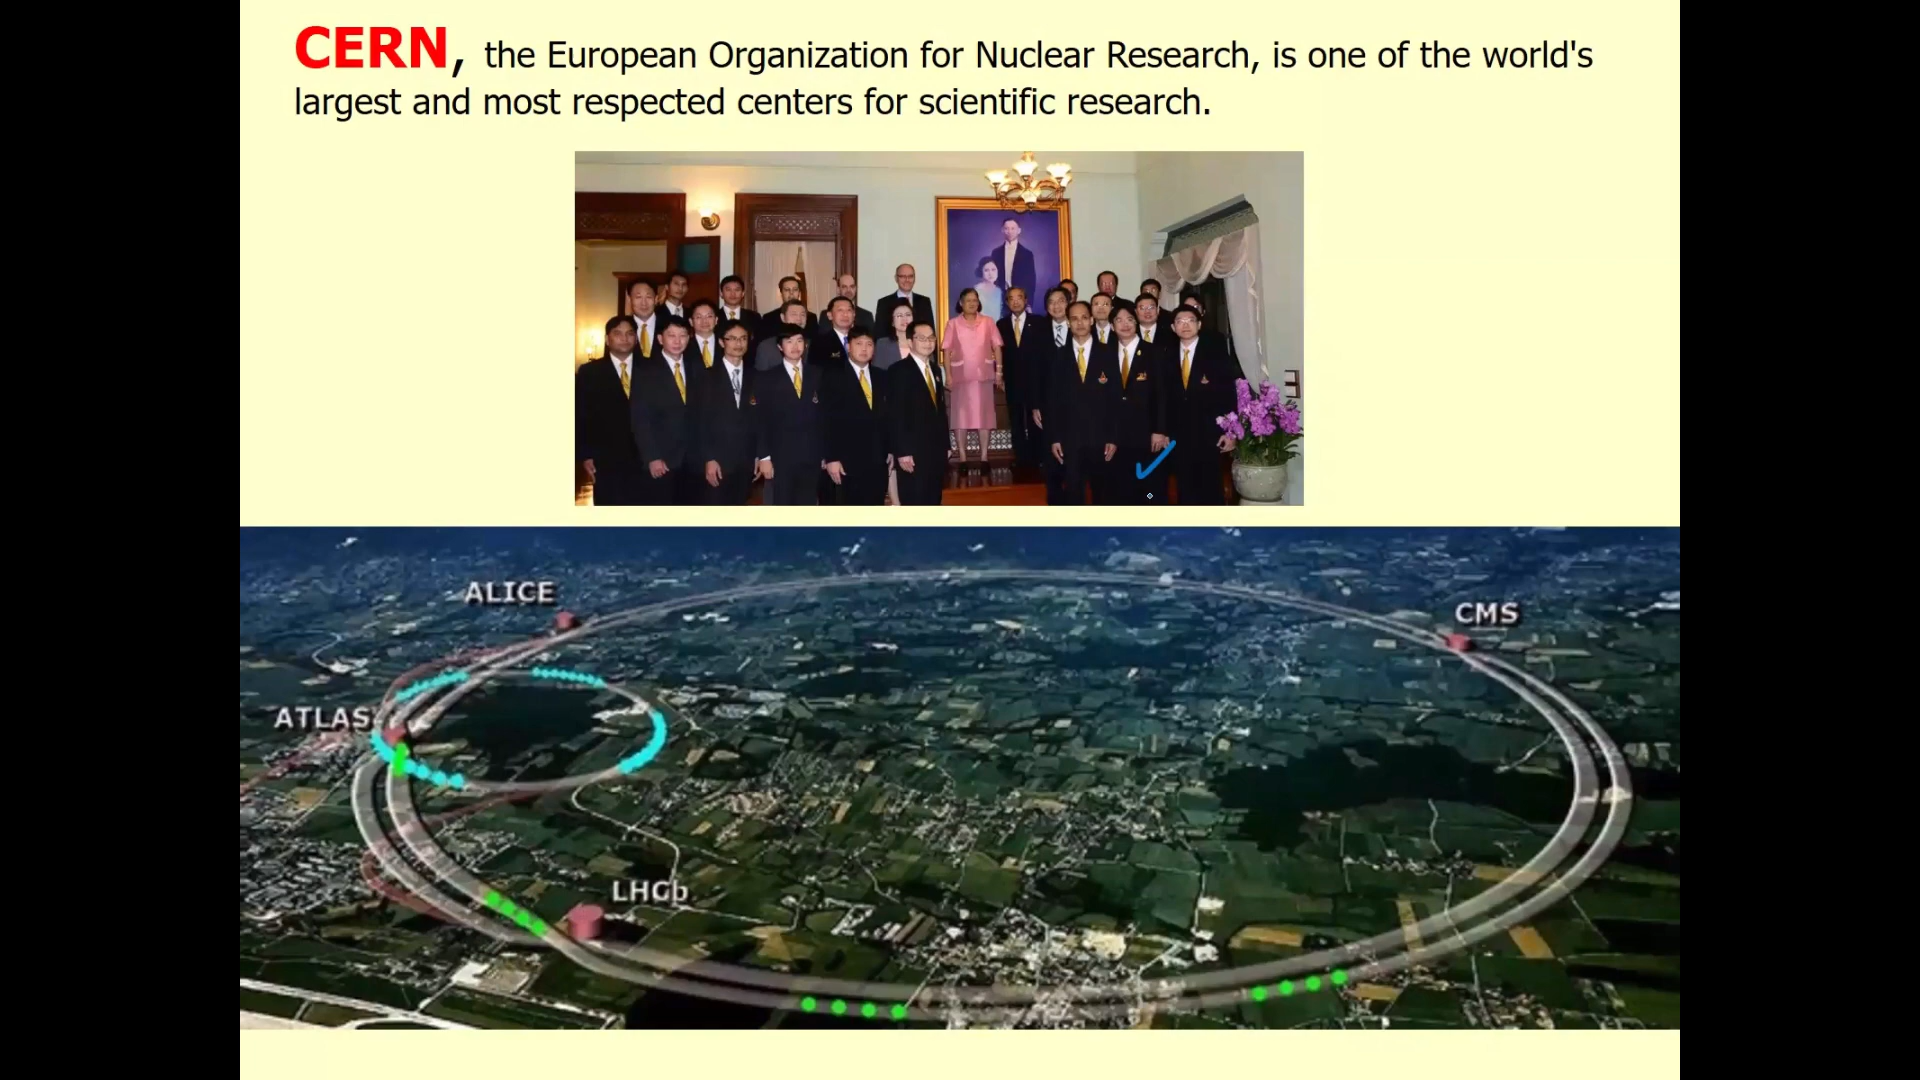 CERN, the European Organization for Nuclear Research, is one of the world's
largest and most respected centers for scientific research.
ALICE
CMS
ATLAS
LHCb